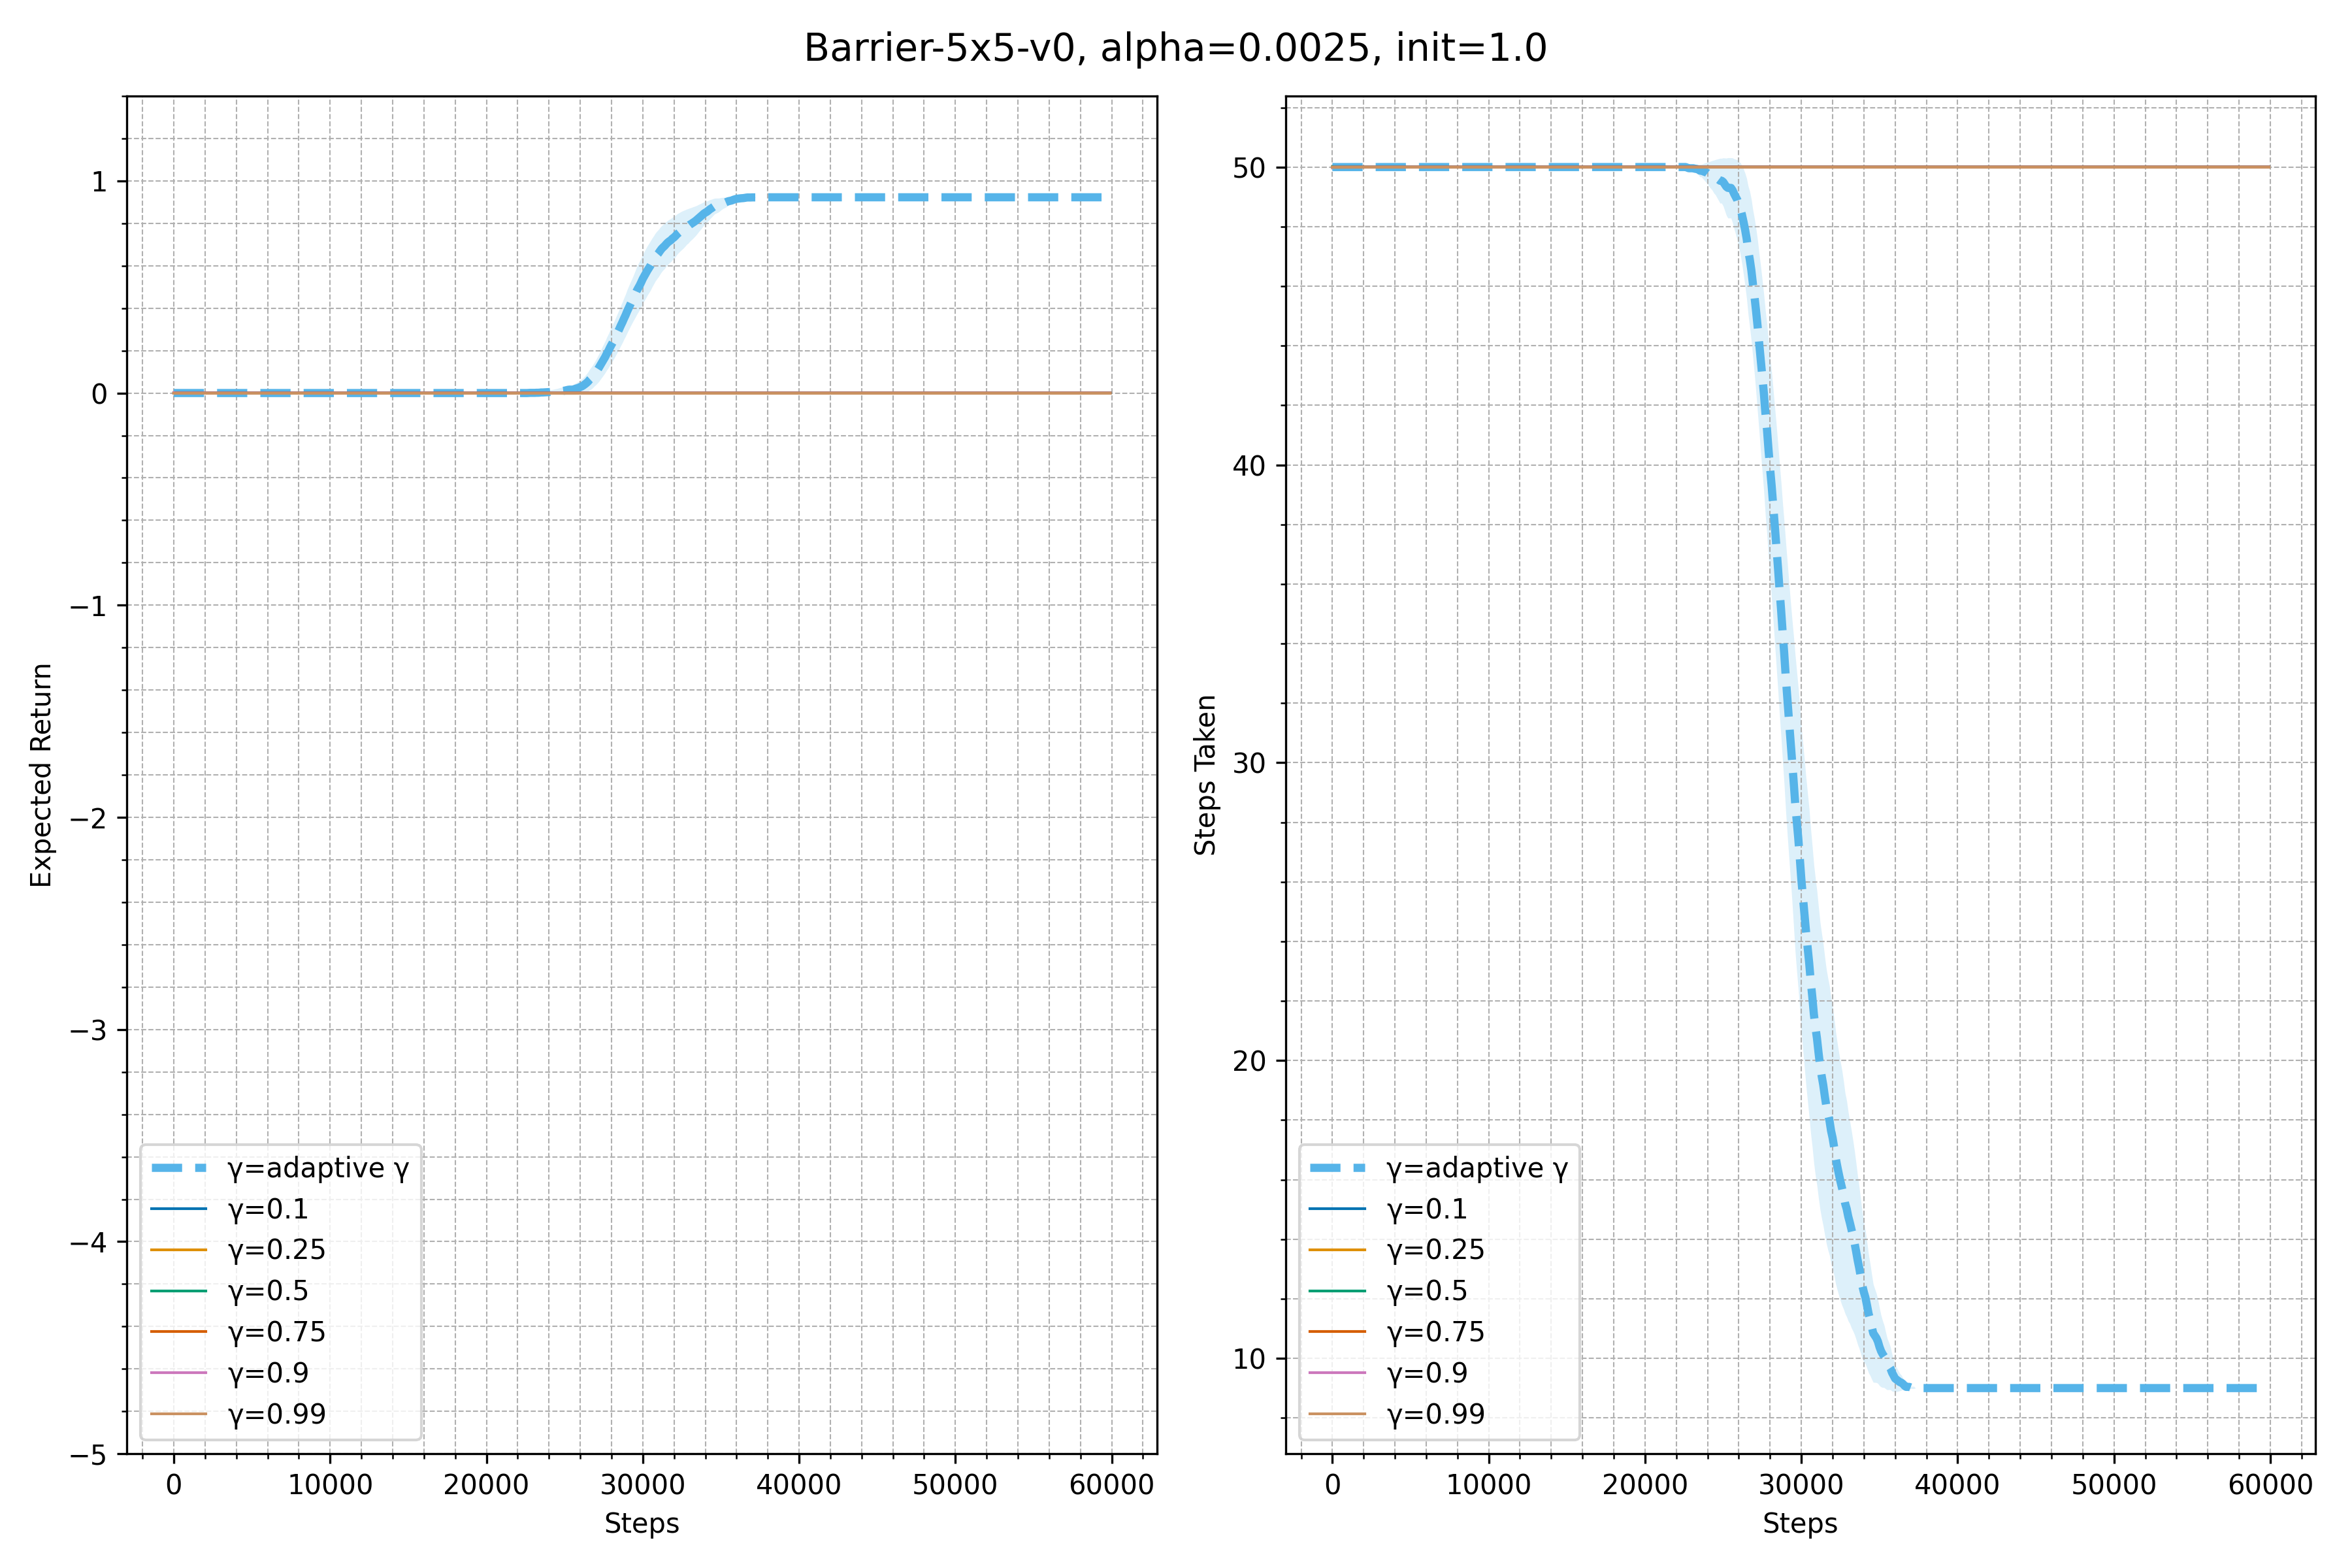 Barrier-5x5-v0, alpha=0.0025, init=1.0
Expected Return
1
0
−1
−2
−3
−4
−5
γ=adaptive γ
γ=0.1
γ=0.25
γ=0.5
γ=0.75
γ=0.9
γ=0.99
0 10000 20000 30000 40000 50000 60000
Steps
Steps Taken
50
40
30
20
10
γ=adaptive γ
γ=0.1
γ=0.25
γ=0.5
γ=0.75
γ=0.9
γ=0.99
0 10000 20000 30000 40000 50000 60000
Steps